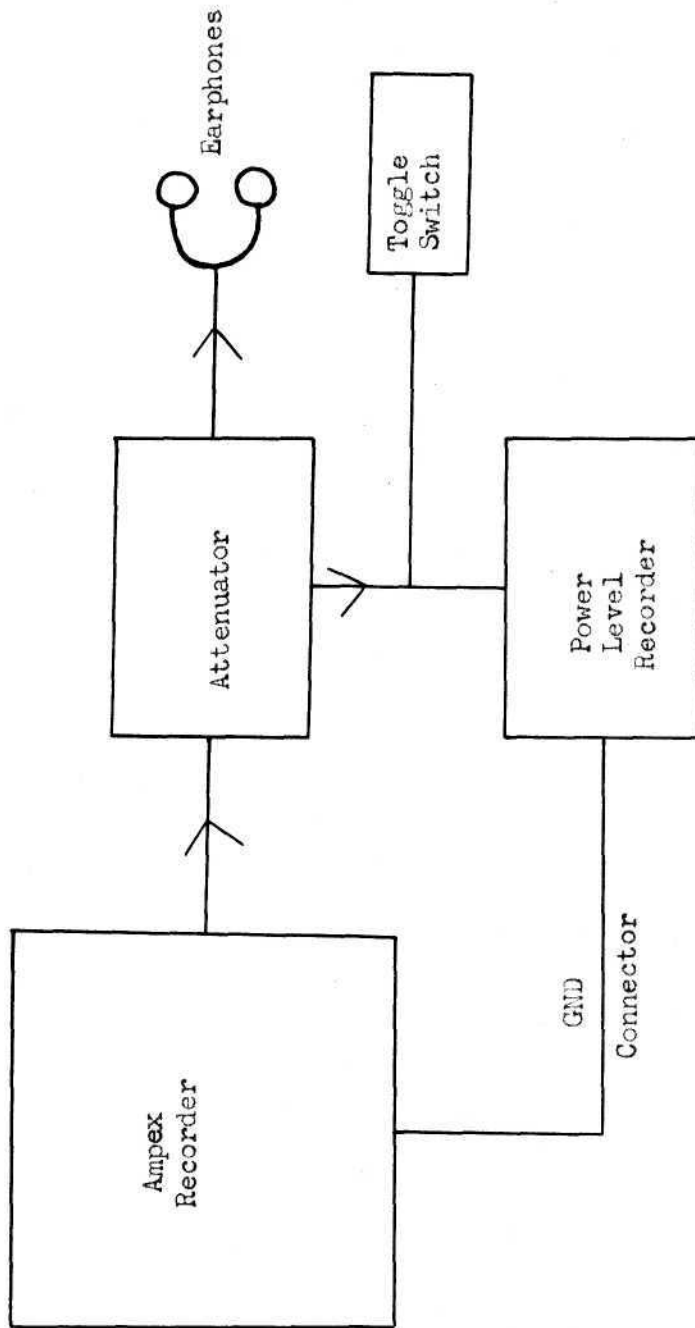 Ampex
Recorder
Attenuator
Earphones
Toggle
Switch
Power
Level
Recorder
GND
Connector